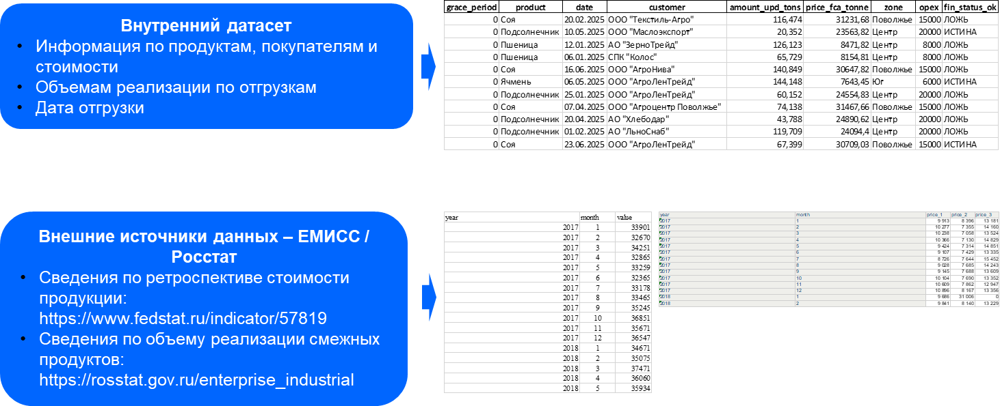 Внутренний датасет
• Информация по продуктам, покупателям и
стоимости
• Объемам реализации по отгрузкам
• Дата отгрузки
grace_period product date customer amount_upd_tons price_fca_tonne zone opex fin_status_ok
0 Соя 20.02.2025 ООО "Текстиль-Агро" 116,474 31231,68 Поволжье 15000 ЛОЖЬ
0 Подсолнечник 10.05.2025 ООО "Маслоэкспорт" 20,352 23563,82 Центр 20000 ИСТИНА
0 Пшеница 12.01.2025 АО "ЗерноТрейд" 126,123 8471,82 Центр 8000 ЛОЖЬ
0 Пшеница 06.01.2025 СПК "Колос" 65,729 8154,81 Центр 8000 ЛОЖЬ
0 Соя 16.06.2025 ООО "АгроНива" 140,849 30647,82 Поволжье 15000 ЛОЖЬ
0 Ячмень 06.05.2025 ООО "АгроЛенТрейд" 144,148 7643,45 Юг 6000 ИСТИНА
0 Подсолнечник 25.01.2025 ООО "АгроЛенТрейд" 60,152 24554,83 Центр 20000 ЛОЖЬ
0 Соя 07.04.2025 ООО "Агроцентр Поволжье" 74,138 31467,66 Поволжье 15000 ЛОЖЬ
0 Подсолнечник 20.04.2025 АО "Хлебодар" 43,788 24890,62 Центр 20000 ЛОЖЬ
0 Подсолнечник 01.02.2025 АО "ЛьноСнаб" 119,709 24094,4 Центр 20000 ЛОЖЬ
0 Соя 23.06.2025 ООО "АгроЛенТрейд" 67,399 30709,03 Поволжье 15000 ИСТИНА
Внешние источники данных – ЕМИСС /
Росстат
• Сведения по ретроспективе стоимости
продукции:
https://www.fedstat.ru/indicator/57819
• Сведения по объему реализации смежных
продуктов:
https://rosstat.gov.ru/enterprise_industrial
year month value
2017 1 33901
2017 2 32670
2017 3 34251
2017 4 32865
2017 5 33259
2017 6 32365
2017 7 33178
2017 8 33465
2017 9 35245
2017 10 36851
2017 11 35671
2017 12 36547
2018 1 34671
2018 2 35075
2018 3 37471
2018 4 36060
2018 5 35934
year month price_1 price_2 price_3
2017 1 9 913 8 396 13 181
2017 2 10 277 7 355 14 160
2017 3 10 238 7 058 13 524
2017 4 10 366 7 130 14 829
2017 5 9 424 7 314 14 851
2017 6 9 107 7 429 13 335
2017 7 8 726 7 644 15 452
2017 8 9 028 7 685 14 243
2017 9 9 145 7 688 13 609
2017 10 10 104 7 690 13 352
2017 11 10 609 7 862 12 947
2017 12 10 896 8 167 13 356
2018 1 9 686 31 006 0
2018 2 9 841 8 140 13 229